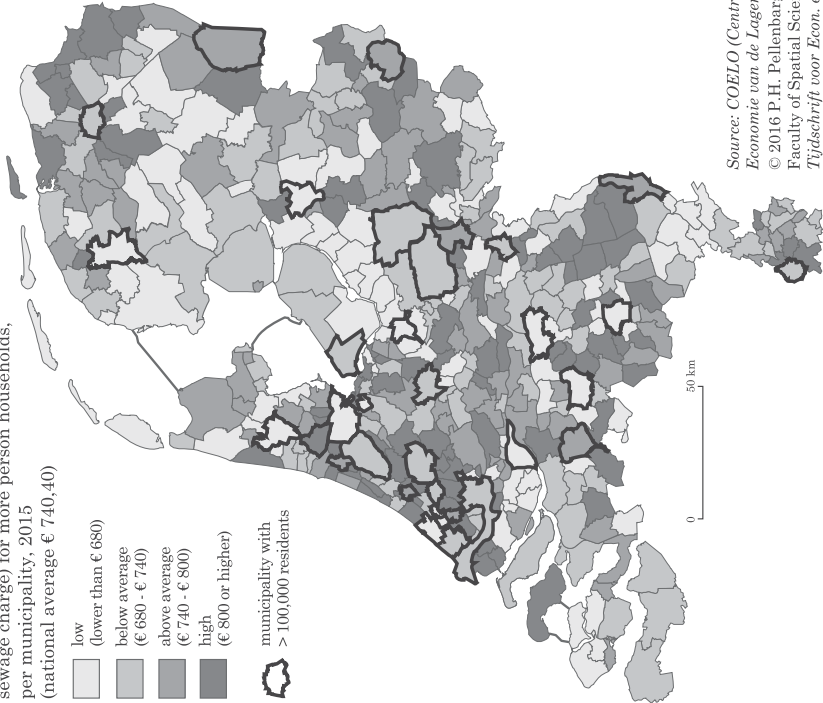 sewage charge) for more person households,
per municipality, 2015
(national average € 740,40)
low
(lower than € 680)
below average
(€ 680 - € 740)
above average
(€ 740 - € 800)
high
(€ 800 or higher)
municipality with
> 100,000 residents
0
50 km
Source: COELO (Centr
Economie van de Lager
© 2016 P.H. Pellenbarg
Faculty of Spatial Scie
Tijdschrift voor Econ. e